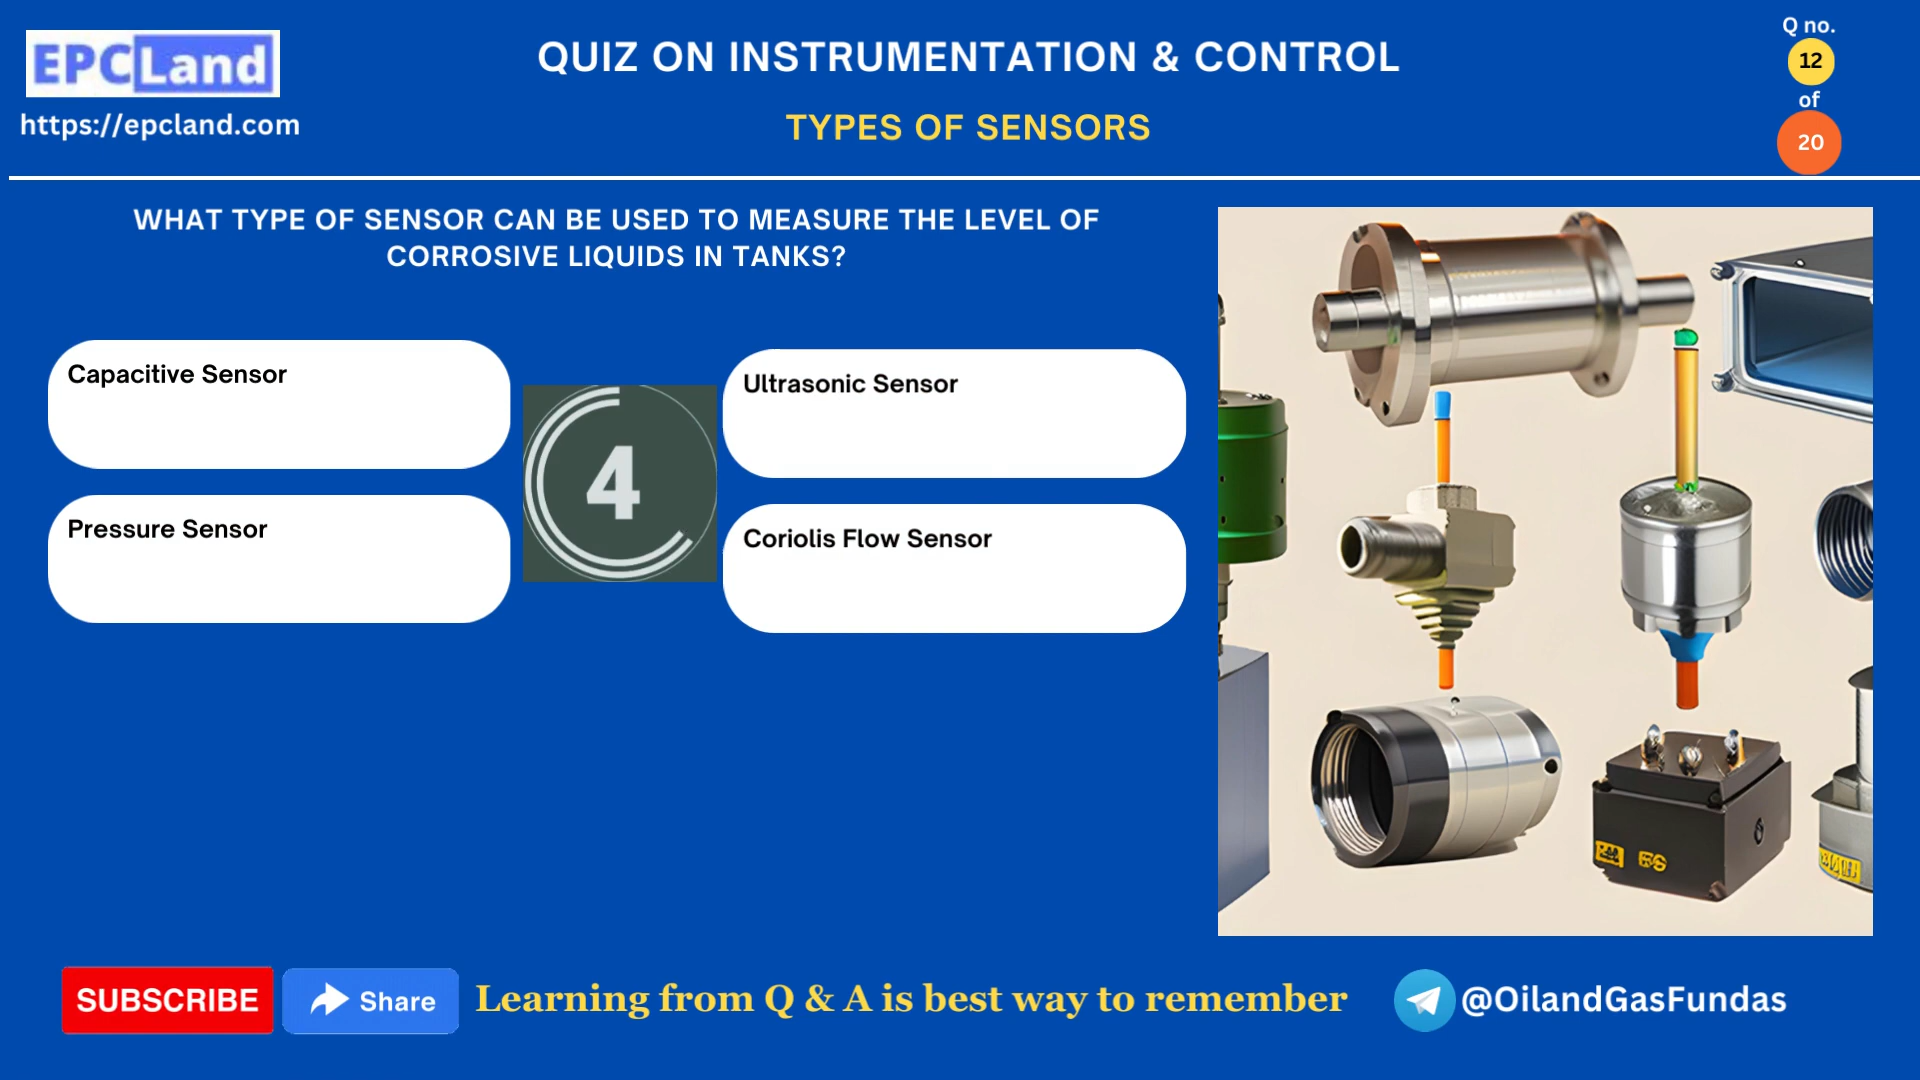 EPCLand
https://epcland.com
QUIZ ON INSTRUMENTATION & CONTROL
TYPES OF SENSORS
Q no.
12
of
20
WHAT TYPE OF SENSOR CAN BE USED TO MEASURE THE LEVEL OF
CORROSIVE LIQUIDS IN TANKS?
Capacitive Sensor
Ultrasonic Sensor
4
Pressure Sensor
Coriolis Flow Sensor
SUBSCRIBE
Share
Learning from Q & A is best way to remember
@OilandGasFundas